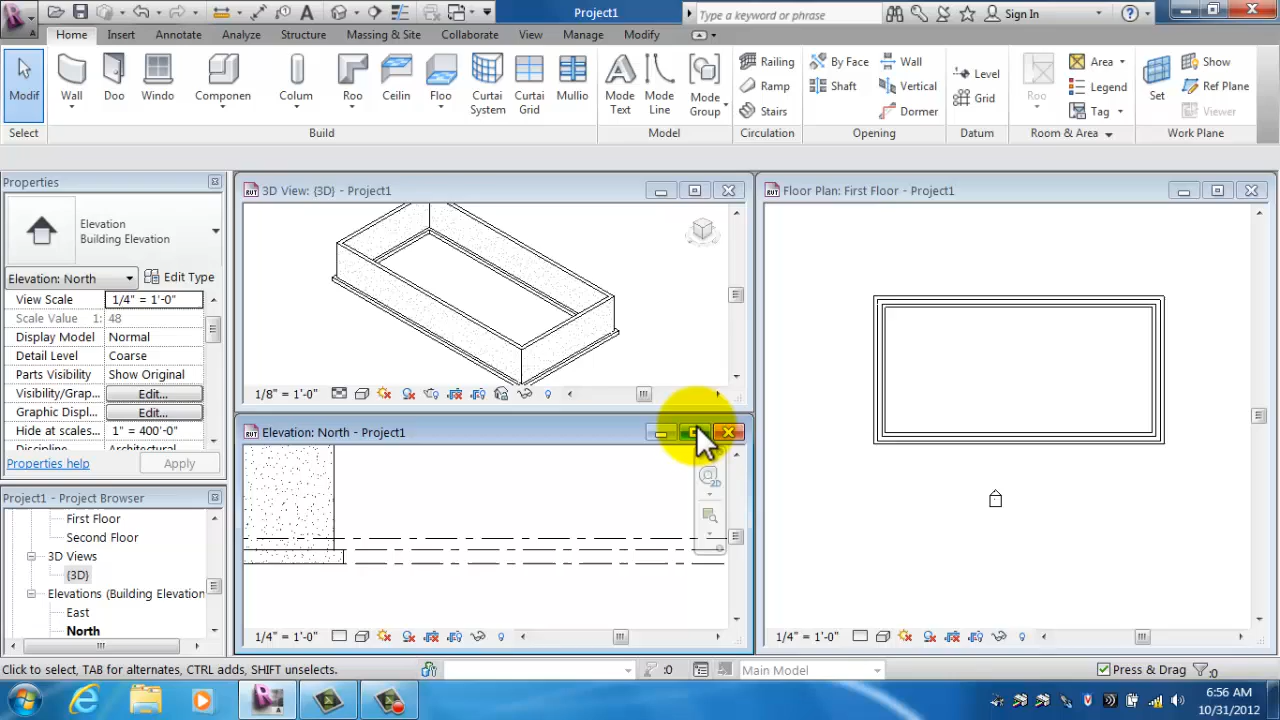 Project1
Type a keyword or phrase
Sign In
Home
Insert
Annotate
Analyze
Structure
Massing & Site
Collaborate
View
Manage
Modify
Modif
Wall
Doo
Windo
Componen
Colum
Roo
Ceilin
Floo
Curtai
System
Curtai
Grid
Mullio
Mode
Text
Mode
Line
Mode
Group
Railing
Ramp
Stairs
By Face
Shaft
Wall
Vertical
Dormer
Level
Grid
Roo
Area
Legend
Tag
Set
Show
Ref Plane
Viewer
Select
Build
Model
Circulation
Opening
Datum
Room & Area
Work Plane
Properties
Elevation
Building Elevation
Elevation: North
Edit Type
View Scale
1/4" = 1'-0"
Scale Value 1:
48
Display Model
Normal
Detail Level
Coarse
Parts Visibility
Show Original
Visibility/Grap...
Edit...
Graphic Displ...
Edit...
Hide at scales...
1" = 400'-0"
Discipline
Architectural
Properties help
Apply
Project1 - Project Browser
First Floor
Second Floor
3D Views
{3D}
Elevations (Building Elevation
East
North
3D View: {3D} - Project1
1/8" = 1'-0"
Elevation: North - Project1
2D
1/4" = 1'-0"
Floor Plan: First Floor - Project1
1/4" = 1'-0"
Click to select, TAB for alternates, CTRL adds, SHIFT unselects.
:0
Main Model
Press & Drag
:0
6:56 AM
10/31/2012